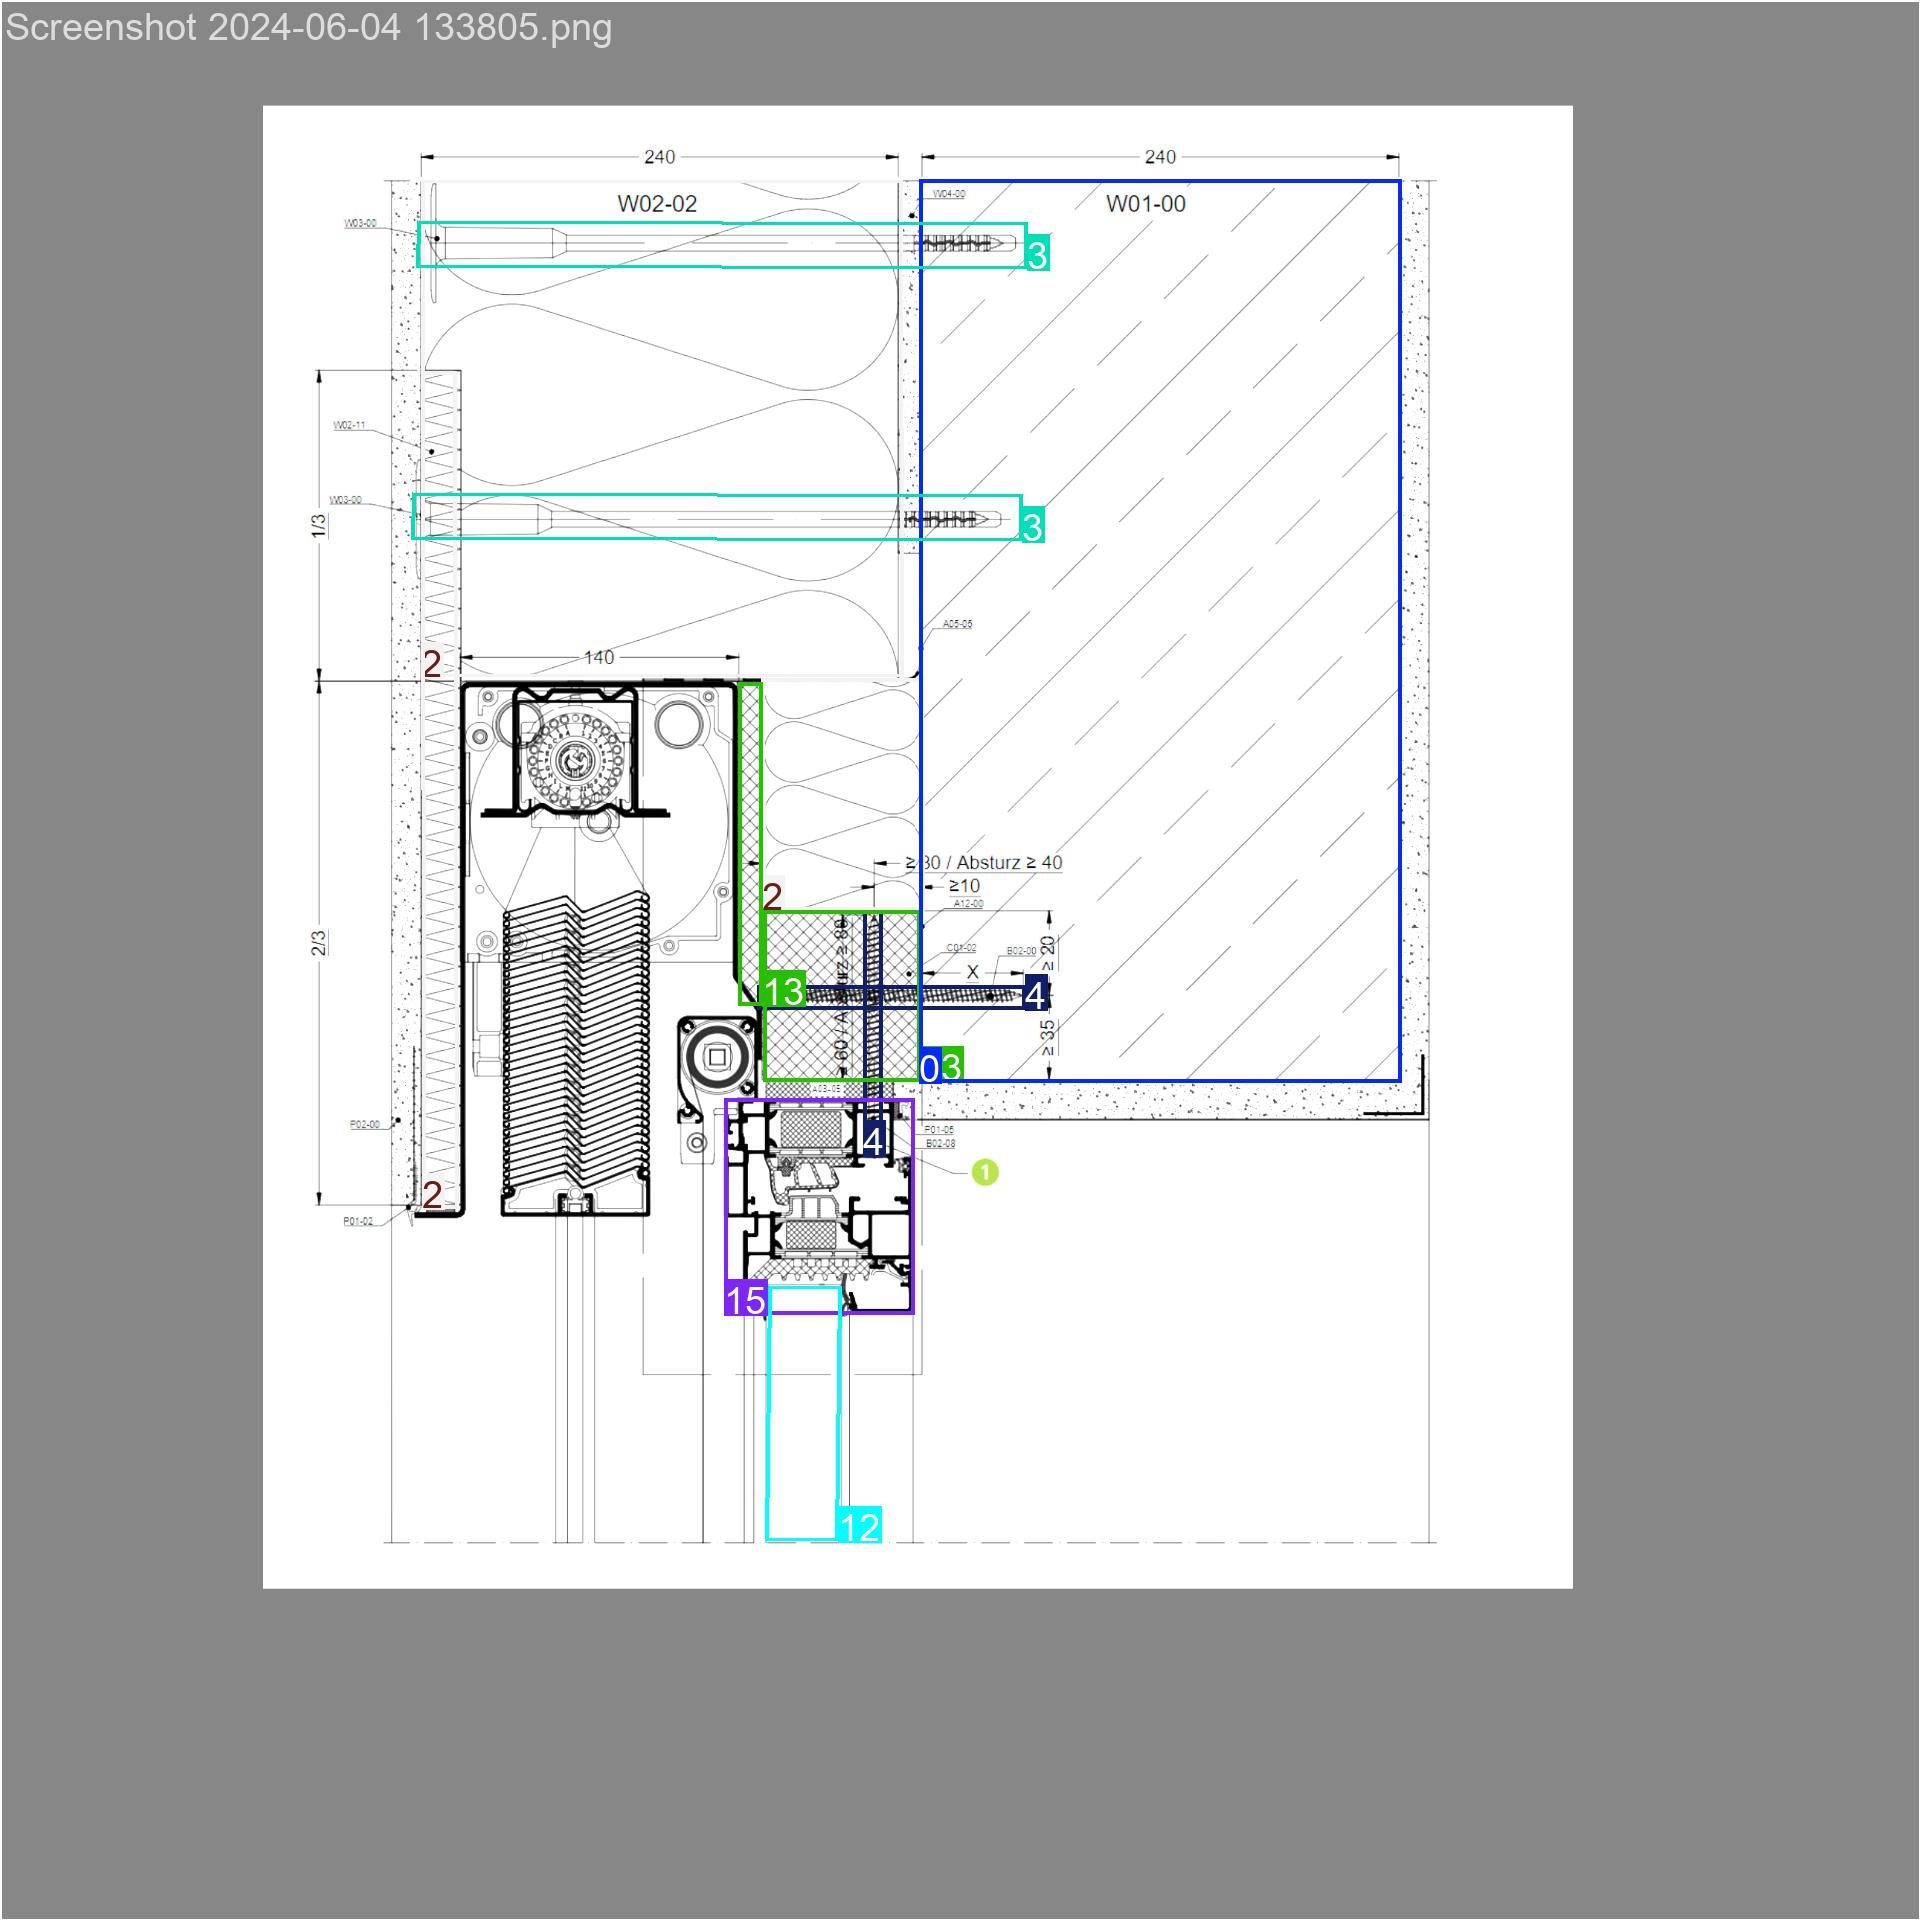 Screenshot 2024-06-04 133805.png
240
240
W02-02
W04-00
W01-00
W03-00
3
W02-11
W03-00
3
1/3
A05-05
2
140
≥ 30 / Absturz ≥ 40
≥10
2
A12-00
C01-02
B02-00
≥ 20
X
2/3
13
4
≥ 60 / Absturz ≥ 80
≥ 35
03
A03-05
P02-00
P01-05
4
B02-08
1
2
P01-02
15
12